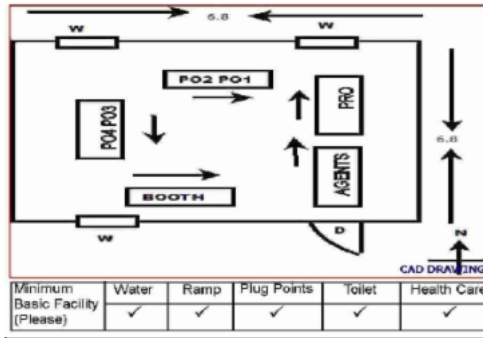 6.8
W W
PO2 PO1
PO4 PO3
PRO
6.8
AGENTS
BOOTH
W
D
N
CAD DRAWING
Minimum Basic Facility (Please) Water Ramp Plug Points Toilet Health Care
✓ ✓ ✓ ✓ ✓